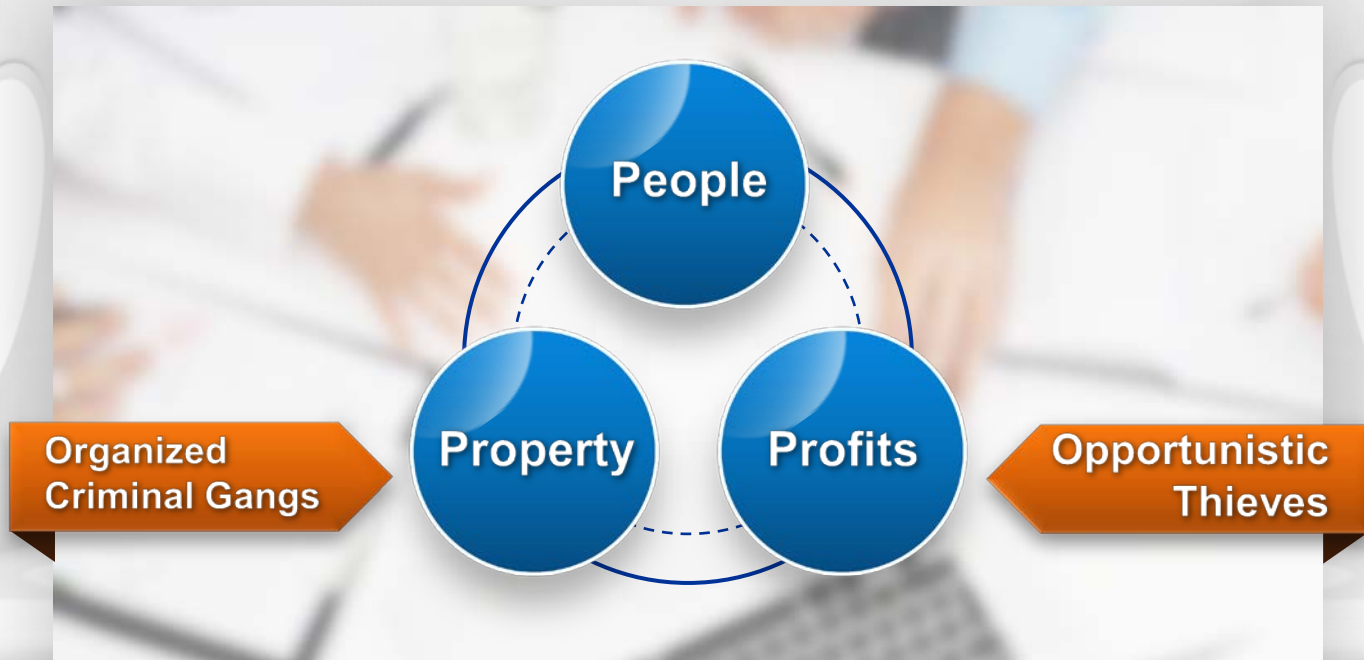 People
Property
Profits
Organized
Criminal Gangs
Opportunistic
Thieves